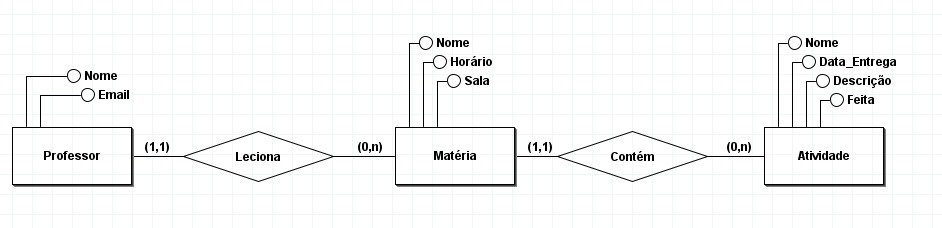 Nome
Email
Professor
(1,1)
Leciona
(0,n)
Nome
Horário
Sala
Matéria
(1,1)
Contém
(0,n)
Nome
Data_Entrega
Descrição
Feita
Atividade